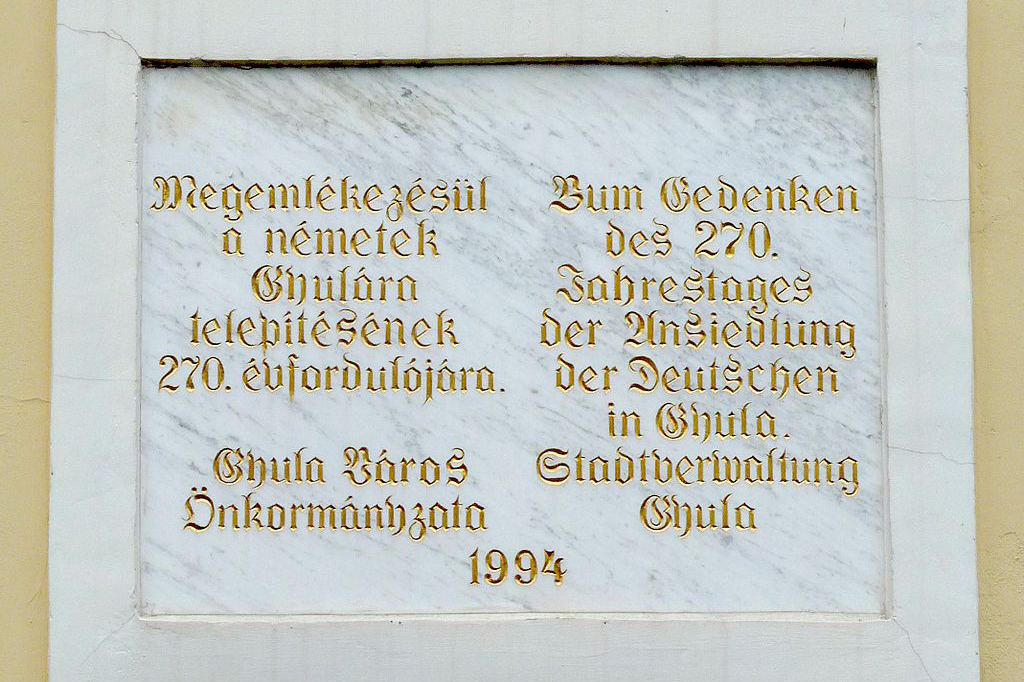 Megemlékezésül
a németek
Gyulára
telepítésének
270. évfordulójára.
Gyula Város
Önkormányzata
Zum Gedenken
des 270.
Jahrestages
der Ansiedlung
der Deutschen
in Gyula.
Stadtverwaltung
Gyula
1994